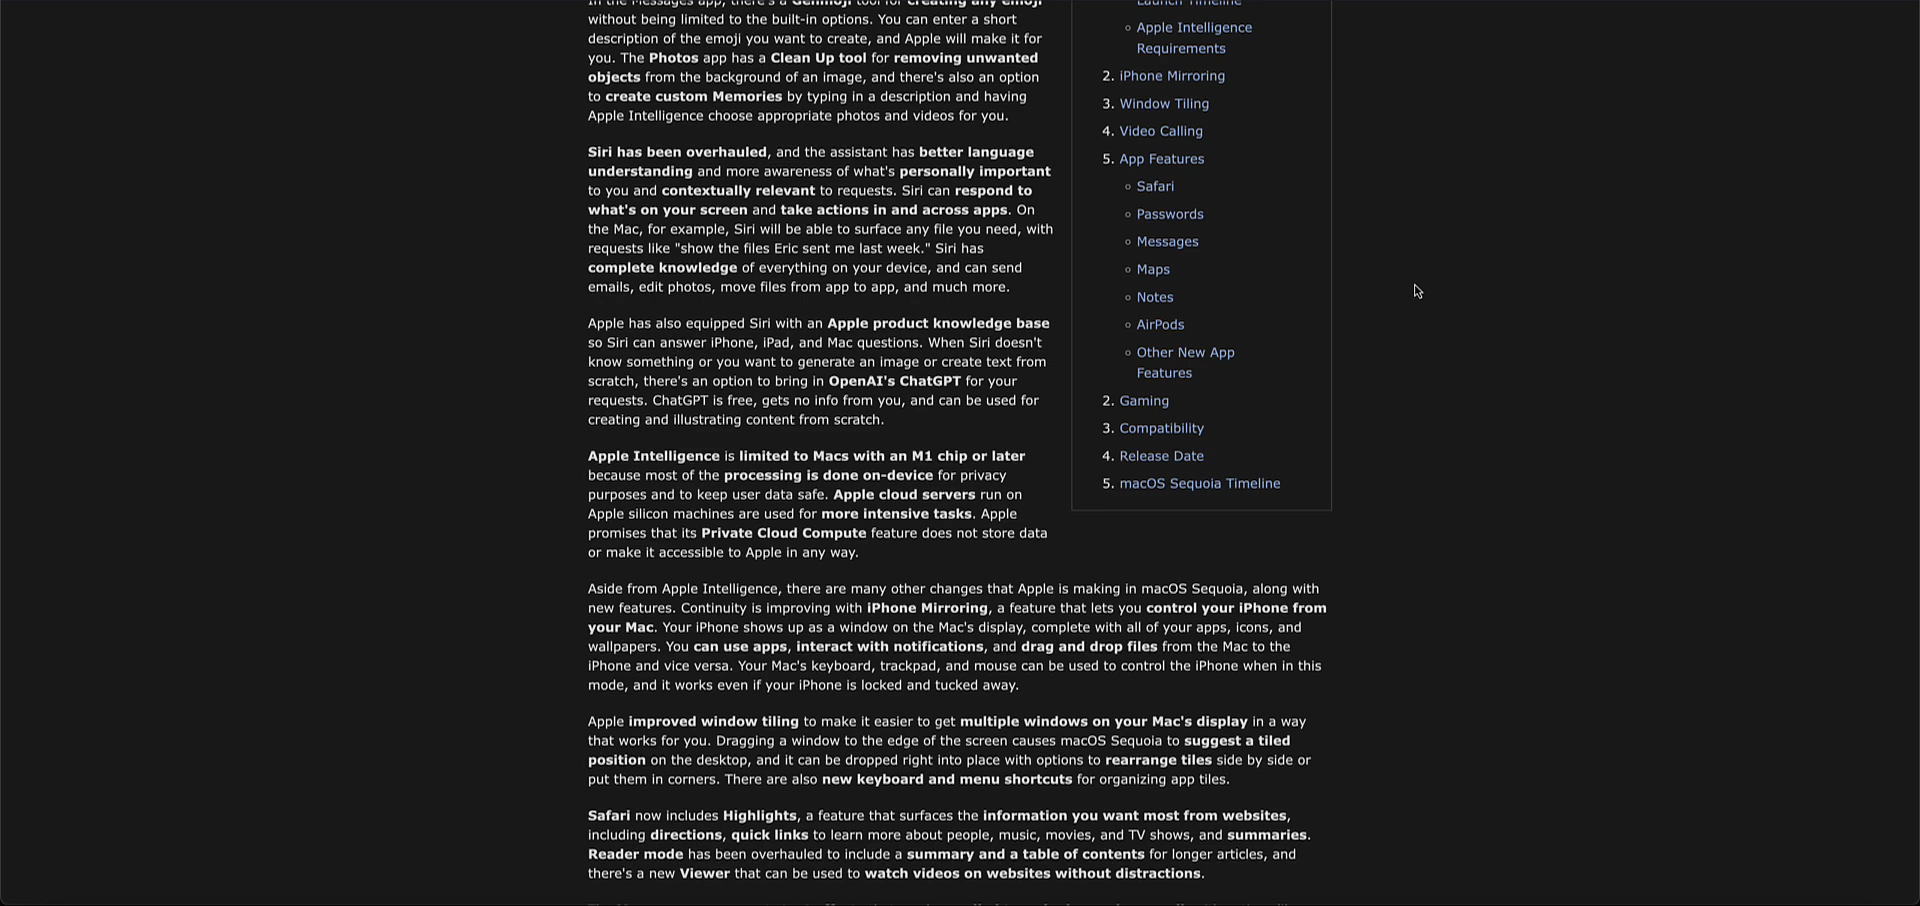 In the Messages app, there's a Genmoji tool for creating any emoji
without being limited to the built-in options. You can enter a short
description of the emoji you want to create, and Apple will make it for
you. The Photos app has a Clean Up tool for removing unwanted
objects from the background of an image, and there's also an option
to create custom Memories by typing in a description and having
Apple Intelligence choose appropriate photos and videos for you.
Siri has been overhauled, and the assistant has better language
understanding and more awareness of what's personally important
to you and contextually relevant to requests. Siri can respond to
what's on your screen and take actions in and across apps. On
the Mac, for example, Siri will be able to surface any file you need, with
requests like "show the files Eric sent me last week." Siri has
complete knowledge of everything on your device, and can send
emails, edit photos, move files from app to app, and much more.
Apple has also equipped Siri with an Apple product knowledge base
so Siri can answer iPhone, iPad, and Mac questions. When Siri doesn't
know something or you want to generate an image or create text from
scratch, there's an option to bring in OpenAI's ChatGPT for your
requests. ChatGPT is free, gets no info from you, and can be used for
creating and illustrating content from scratch.
Apple Intelligence is limited to Macs with an M1 chip or later
because most of the processing is done on-device for privacy
purposes and to keep user data safe. Apple cloud servers run on
Apple silicon machines are used for more intensive tasks. Apple
promises that its Private Cloud Compute feature does not store data
or make it accessible to Apple in any way.
Aside from Apple Intelligence, there are many other changes that Apple is making in macOS Sequoia, along with
new features. Continuity is improving with iPhone Mirroring, a feature that lets you control your iPhone from
your Mac. Your iPhone shows up as a window on the Mac's display, complete with all of your apps, icons, and
wallpapers. You can use apps, interact with notifications, and drag and drop files from the Mac to the
iPhone and vice versa. Your Mac's keyboard, trackpad, and mouse can be used to control the iPhone when in this
mode, and it works even if your iPhone is locked and tucked away.
Apple improved window tiling to make it easier to get multiple windows on your Mac's display in a way
that works for you. Dragging a window to the edge of the screen causes macOS Sequoia to suggest a tiled
position on the desktop, and it can be dropped right into place with options to rearrange tiles side by side or
put them in corners. There are also new keyboard and menu shortcuts for organizing app tiles.
Safari now includes Highlights, a feature that surfaces the information you want most from websites,
including directions, quick links to learn more about people, music, movies, and TV shows, and summaries.
Reader mode has been overhauled to include a summary and a table of contents for longer articles, and
there's a new Viewer that can be used to watch videos on websites without distractions.
Launch Timeline
Apple Intelligence
Requirements
2. iPhone Mirroring
3. Window Tiling
4. Video Calling
5. App Features
Safari
Passwords
Messages
Maps
Notes
AirPods
Other New App
Features
2. Gaming
3. Compatibility
4. Release Date
5. macOS Sequoia Timeline